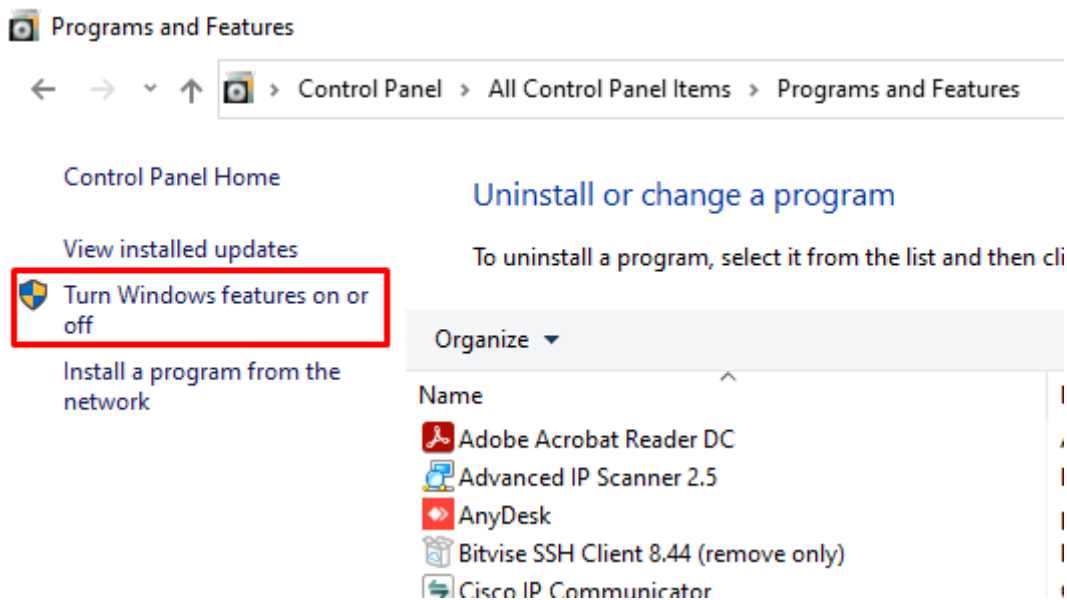 Programs and Features
Control Panel > All Control Panel Items > Programs and Features
Control Panel Home
View installed updates
Turn Windows features on or
off
Install a program from the
network
Uninstall or change a program
To uninstall a program, select it from the list and then cli
Organize
Name
Adobe Acrobat Reader DC
Advanced IP Scanner 2.5
AnyDesk
Bitvise SSH Client 8.44 (remove only)
Cisco IP Communicator